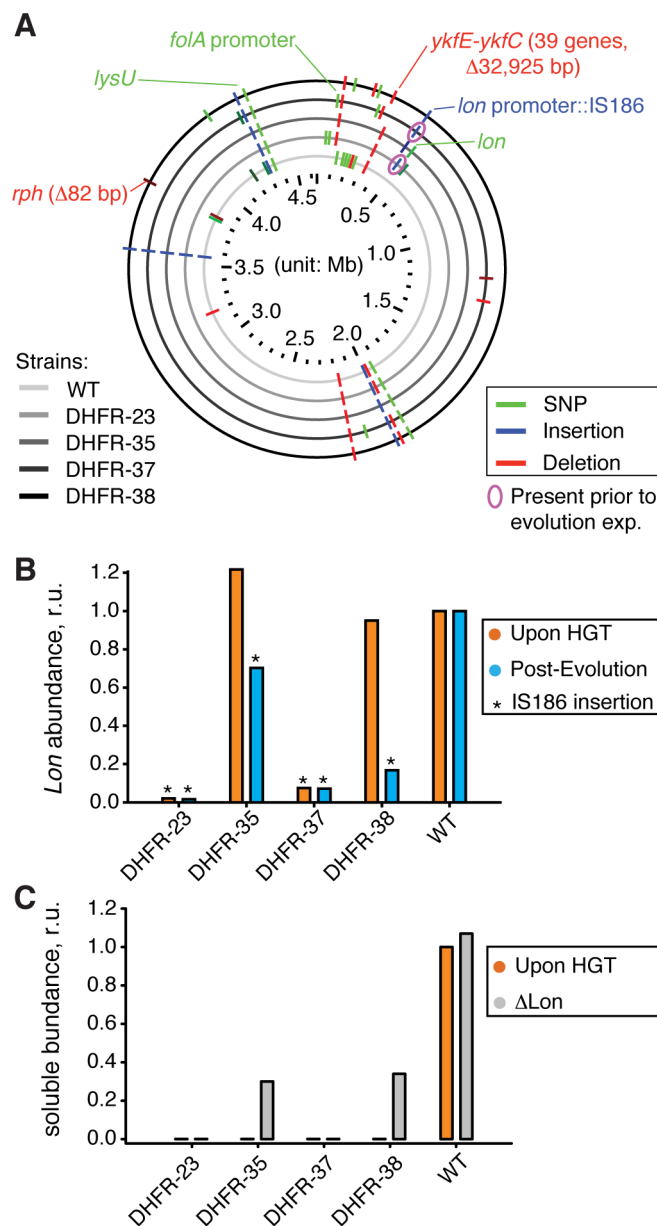 A
folA promoter
ykfE-ykfC (39 genes,
Δ32,925 bp)
lysU
lon promoter::IS186
lon
rph (Δ82 bp)
4.5
0.5
4.0
1.0
3.5
(unit: Mb)
3.0
1.5
2.5
2.0
Strains:
WT
DHFR-23
DHFR-35
DHFR-37
DHFR-38
SNP
Insertion
Deletion
Present prior to
evolution exp.
B
Lon abundance, r.u.
1.2
1.0
0.8
0.6
0.4
0.2
0.0
* * * * * *
DHFR-23
DHFR-35
DHFR-37
DHFR-38
WT
Upon HGT
Post-Evolution
* IS186 insertion
C
soluble bundance, r.u.
1.2
1.0
0.8
0.6
0.4
0.2
0.0
DHFR-23
DHFR-35
DHFR-37
DHFR-38
WT
Upon HGT
ΔLon